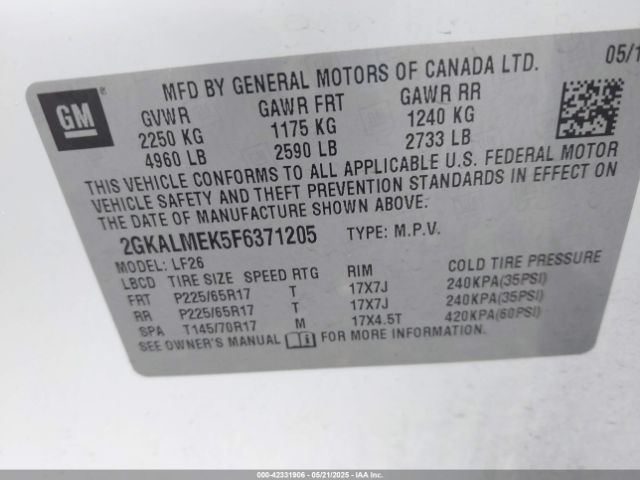 GM
MFD BY GENERAL MOTORS OF CANADA LTD. 05/1
GVWR GAWR FRT GAWR RR
2250 KG 1175 KG 1240 KG
4960 LB 2590 LB 2733 LB
THIS VEHICLE CONFORMS TO ALL APPLICABLE U.S. FEDERAL MOTOR
VEHICLE SAFETY AND THEFT PREVENTION STANDARDS IN EFFECT ON
THE DATE OF MANUFACTURE SHOWN ABOVE.
2GKALMEK5F6371205 TYPE: M.P.V.
MODEL: LF26
LBCD TIRE SIZE SPEED RTG RIM COLD TIRE PRESSURE
FRT P225/65R17 T 17X7J 240KPA(35PSI)
RR P225/65R17 T 17X7J 240KPA(35PSI)
SPA T145/70R17 M 17X4.5T 420KPA(60PSI)
SEE OWNER'S MANUAL FOR MORE INFORMATION.
000-42331906 - 05/21/2025 - IAAI Inc.